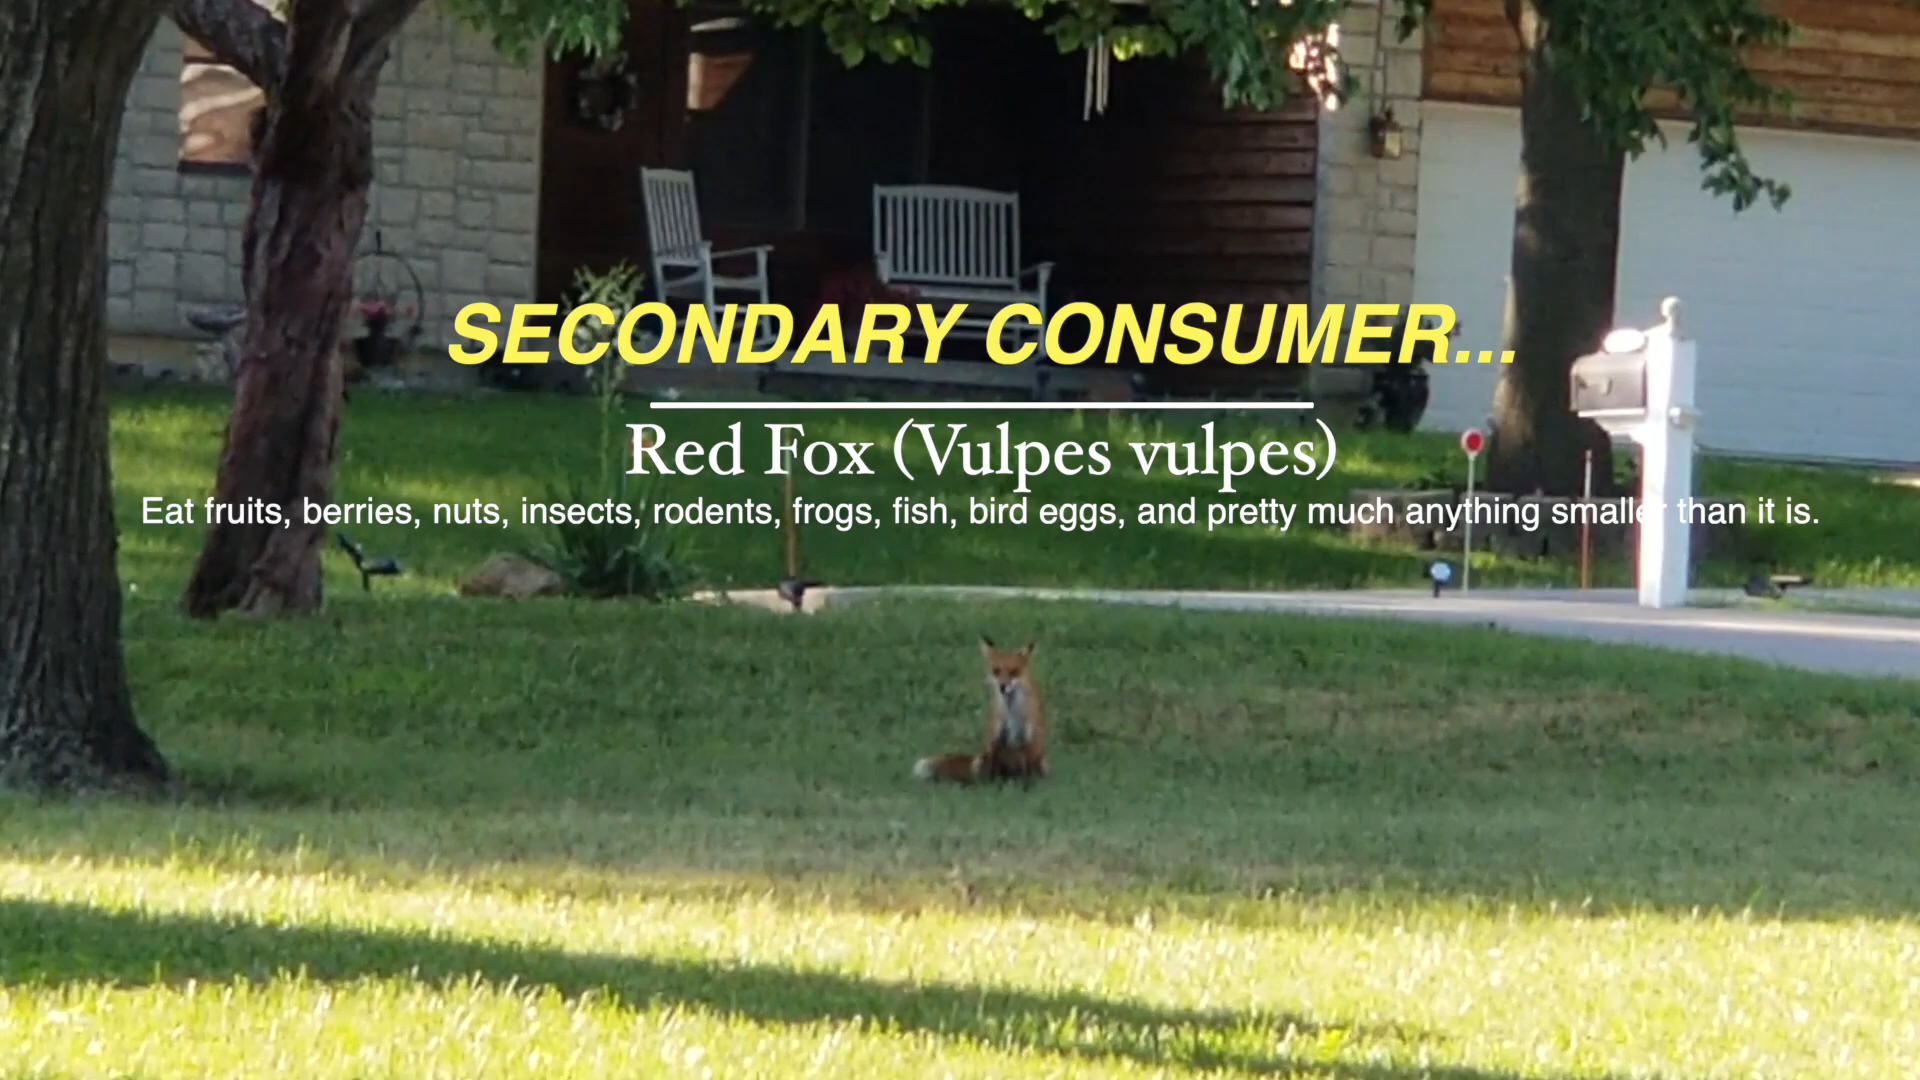 SECONDARY CONSUMER...
Red Fox (Vulpes vulpes)
Eat fruits, berries, nuts, insects, rodents, frogs, fish, bird eggs, and pretty much anything smaller than it is.